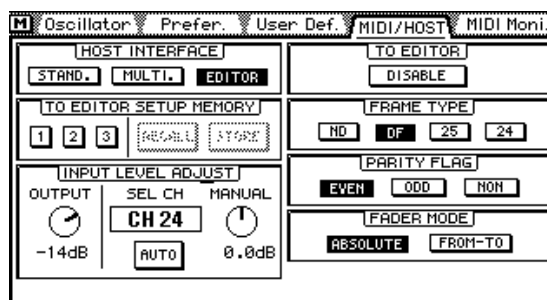 M Oscillator Prefer. User Def. MIDI/HOST MIDI Moni.
HOST INTERFACE
STAND. MULTI. EDITOR
TO EDITOR SETUP MEMORY
1 2 3 RECALL STORE
INPUT LEVEL ADJUST
OUTPUT SEL CH MANUAL
CH 24
-14dB AUTO 0.0dB
TO EDITOR
DISABLE
FRAME TYPE
ND DF 25 24
PARITY FLAG
EVEN ODD NON
FADER MODE
ABSOLUTE FROM-TO